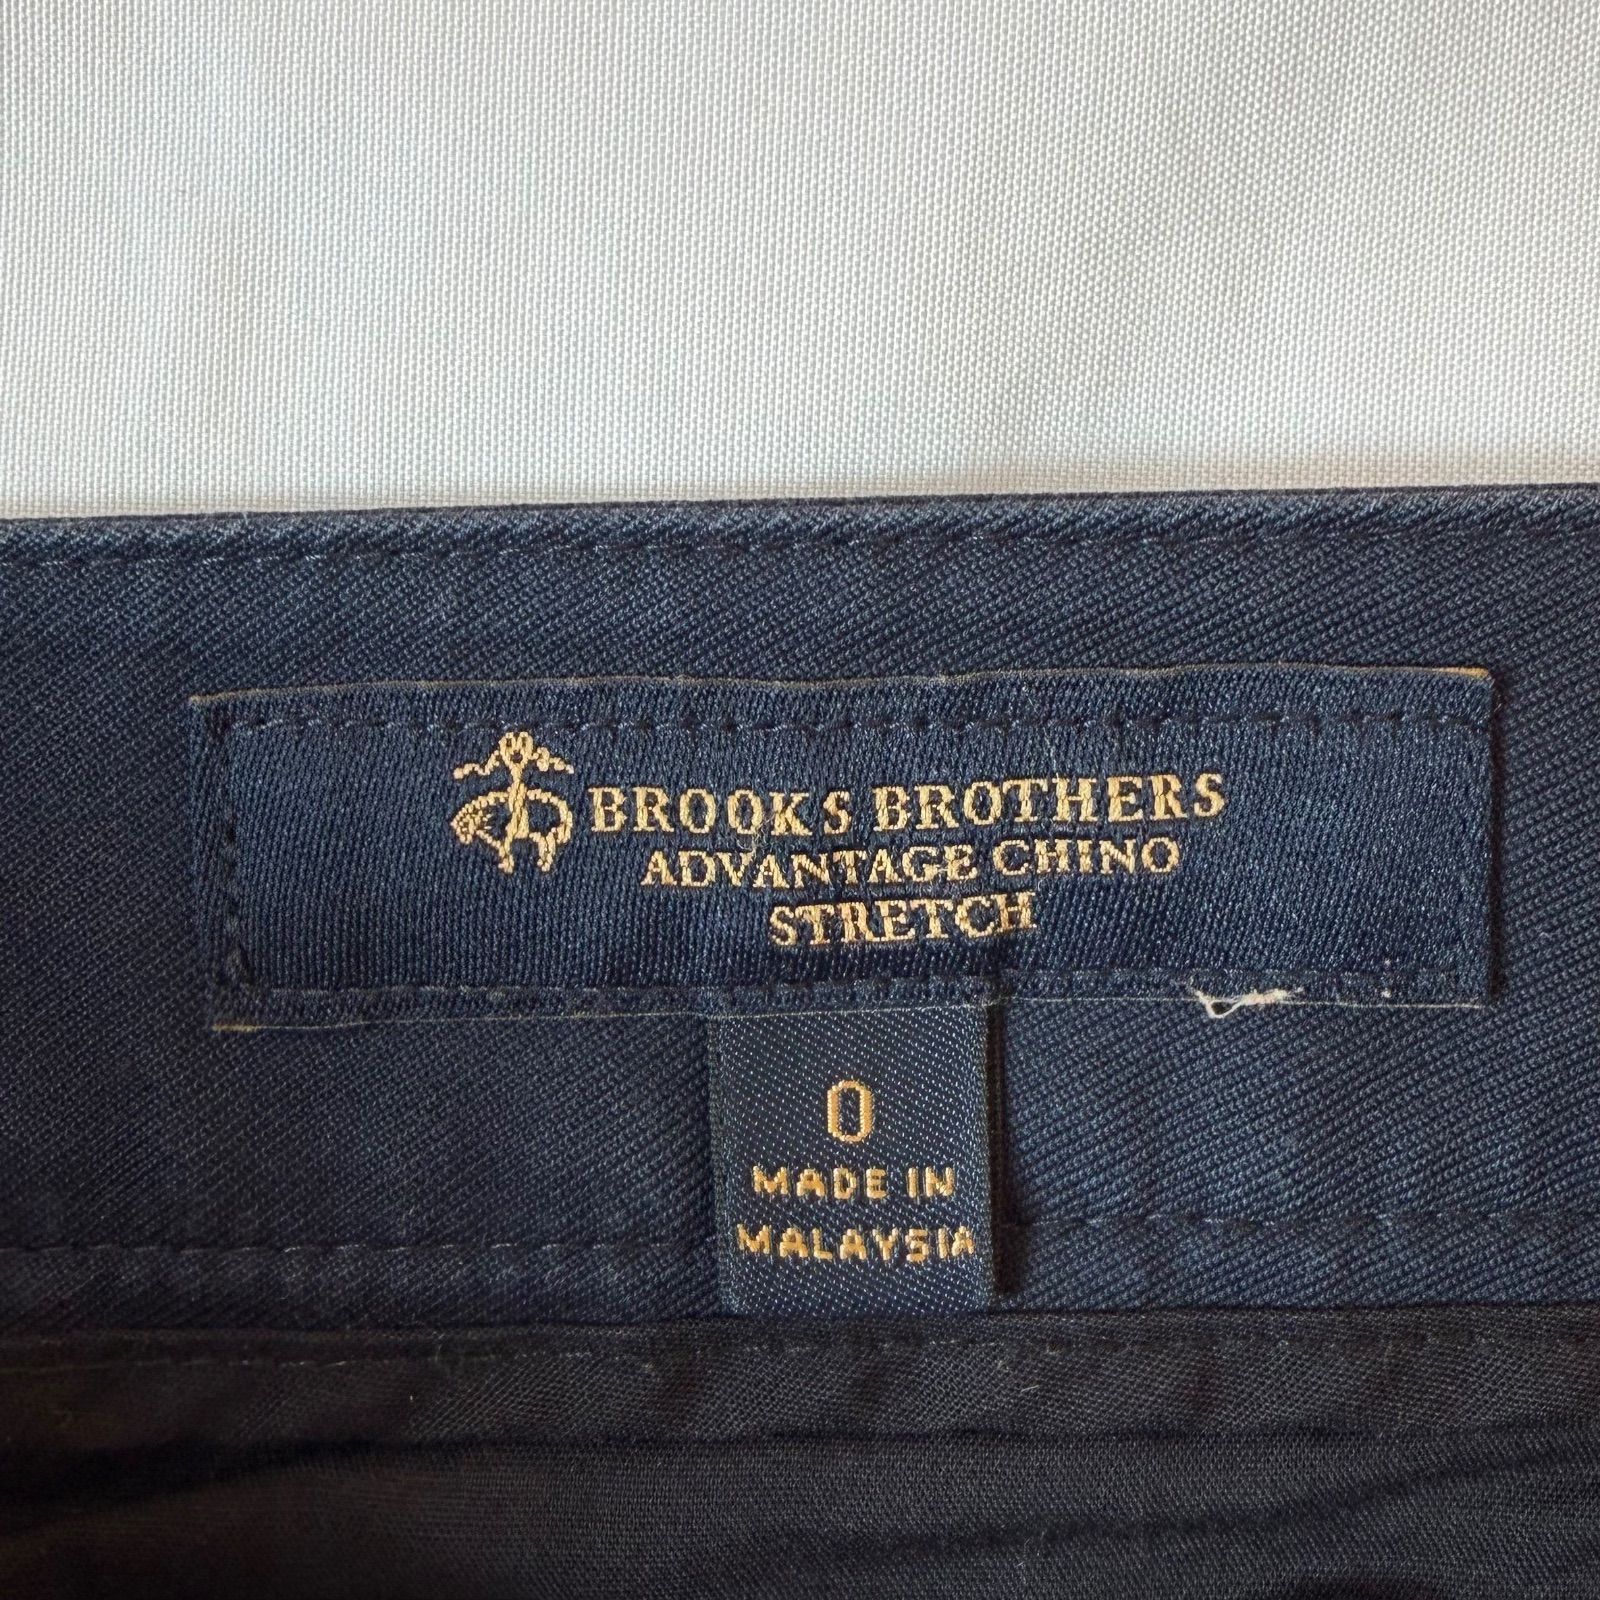 BROOKS BROTHERS
ADVANTAGE CHINO
STRETCH
0
MADE IN
MALAYSIA